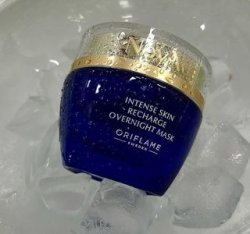 INTENSE SKIN
RECHARGE
OVERNIGHT MASK
ORIFLAME
SWEDEN